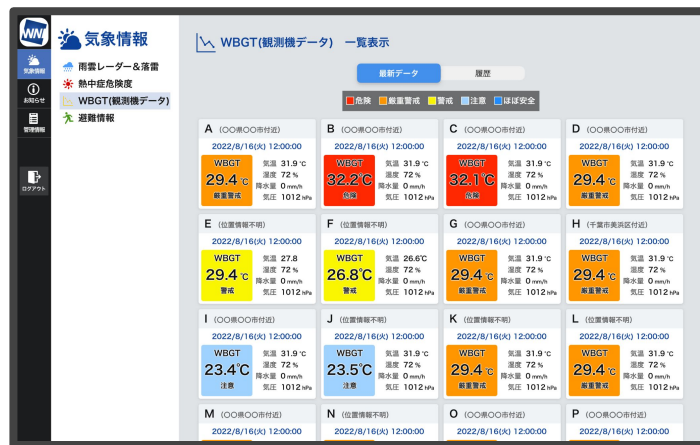 WNI
気象情報
お知らせ
管理情報
ログアウト
気象情報
雨雲レーダー&落雷
熱中症危険度
WBGT(観測機データ)
避難情報
WBGT(観測機データ) 一覧表示
最新データ 履歴
危険 厳重警戒 警戒 注意 ほぼ安全
A (〇〇県〇〇市付近)
2022/8/16(火) 12:00:00
WBGT
29.4℃
厳重警戒
気温 31.9℃
湿度 72%
降水量 0mm/h
気圧 1012hPa
B (〇〇県〇〇市付近)
2022/8/16(火) 12:00:00
WBGT
32.2℃
危険
気温 31.9℃
湿度 72%
降水量 0mm/h
気圧 1012hPa
C (〇〇県〇〇市付近)
2022/8/16(火) 12:00:00
WBGT
32.1℃
危険
気温 31.9℃
湿度 72%
降水量 0mm/h
気圧 1012hPa
D (〇〇県〇〇市付近)
2022/8/16(火) 12:00:00
WBGT
29.4℃
厳重警戒
気温 31.9℃
湿度 72%
降水量 0mm/h
気圧 1012hPa
E (位置情報不明)
2022/8/16(火) 12:00:00
WBGT
29.4℃
警戒
気温 27.8
湿度 72%
降水量 0mm/h
気圧 1012hPa
F (位置情報不明)
2022/8/16(火) 12:00:00
WBGT
26.8℃
警戒
気温 26.6℃
湿度 72%
降水量 0mm/h
気圧 1012hPa
G (〇〇県〇〇市付近)
2022/8/16(火) 12:00:00
WBGT
29.4℃
厳重警戒
気温 31.9℃
湿度 72%
降水量 0mm/h
気圧 1012hPa
H (千葉市美浜区付近)
2022/8/16(火) 12:00:00
WBGT
29.4℃
厳重警戒
気温 31.9℃
湿度 72%
降水量 0mm/h
気圧 1012hPa
I (〇〇県〇〇市付近)
2022/8/16(火) 12:00:00
WBGT
23.4℃
注意
気温 31.9℃
湿度 72%
降水量 0mm/h
気圧 1012hPa
J (位置情報不明)
2022/8/16(火) 12:00:00
WBGT
23.5℃
注意
気温 31.9℃
湿度 72%
降水量 0mm/h
気圧 1012hPa
K (位置情報不明)
2022/8/16(火) 12:00:00
WBGT
29.4℃
厳重警戒
気温 31.9℃
湿度 72%
降水量 0mm/h
気圧 1012hPa
L (位置情報不明)
2022/8/16(火) 12:00:00
WBGT
29.4℃
厳重警戒
気温 31.9℃
湿度 72%
降水量 0mm/h
気圧 1012hPa
M (〇〇県〇〇市付近)
2022/8/16(火) 12:00:00
N (位置情報不明)
2022/8/16(火) 12:00:00
O (〇〇県〇〇市付近)
2022/8/16(火) 12:00:00
P (〇〇県〇〇市付近)
2022/8/16(火) 12:00:00